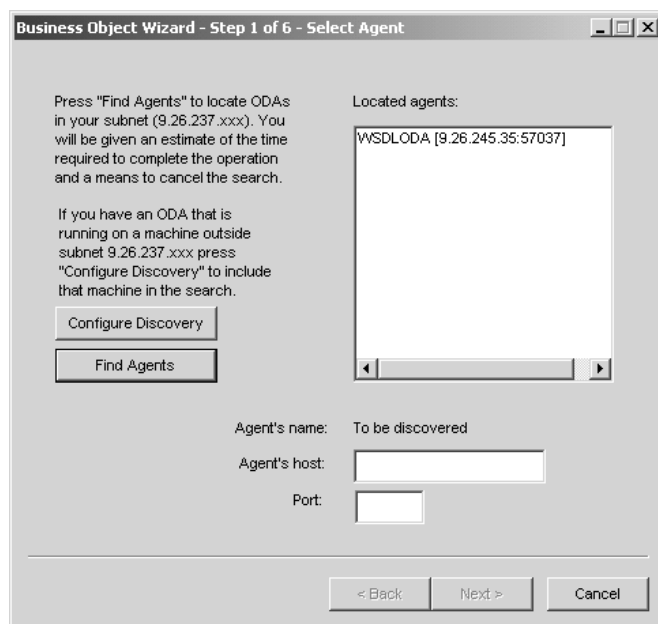 Business Object Wizard - Step 1 of 6 - Select Agent
Press "Find Agents" to locate ODAs
in your subnet (9.26.237.xxx). You
will be given an estimate of the time
required to complete the operation
and a means to cancel the search.
If you have an ODA that is
running on a machine outside
subnet 9.26.237.xxx press
"Configure Discovery" to include
that machine in the search.
Configure Discovery
Find Agents
Located agents:
WSDLODA [9.26.245.35:57037]
Agent's name: To be discovered
Agent's host:
Port:
< Back
Next >
Cancel